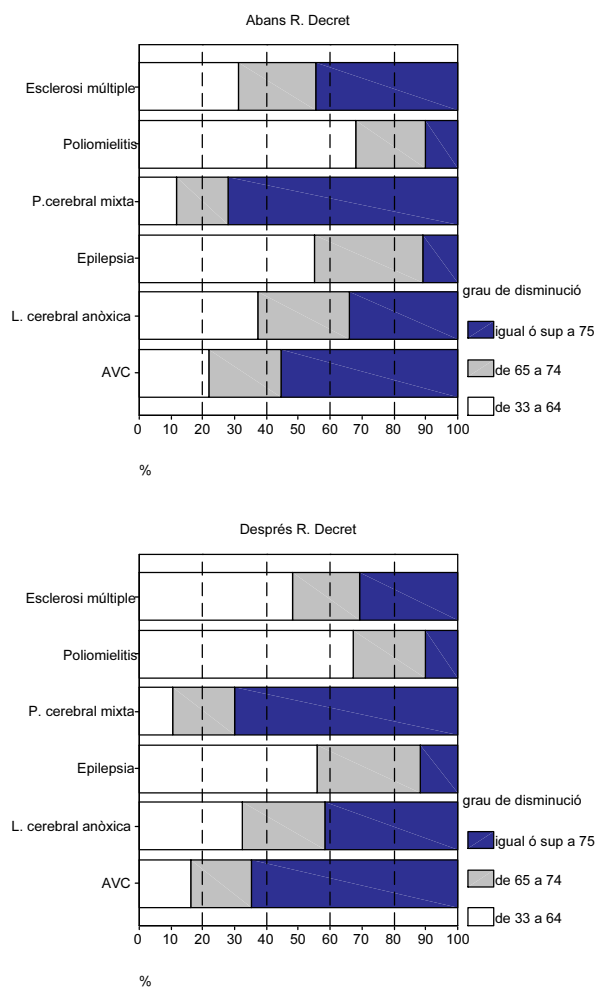 Abans R. Decret
Esclerosi múltiple
Poliomielitis
P.cerebral mixta
Epilepsia
L. cerebral anòxica
AVC
grau de disminució
igual ó sup a 75
de 65 a 74
de 33 a 64
0 10 20 30 40 50 60 70 80 90 100
%
Després R. Decret
Esclerosi múltiple
Poliomielitis
P. cerebral mixta
Epilepsia
L. cerebral anòxica
AVC
grau de disminució
igual ó sup a 75
de 65 a 74
de 33 a 64
0 10 20 30 40 50 60 70 80 90 100
%